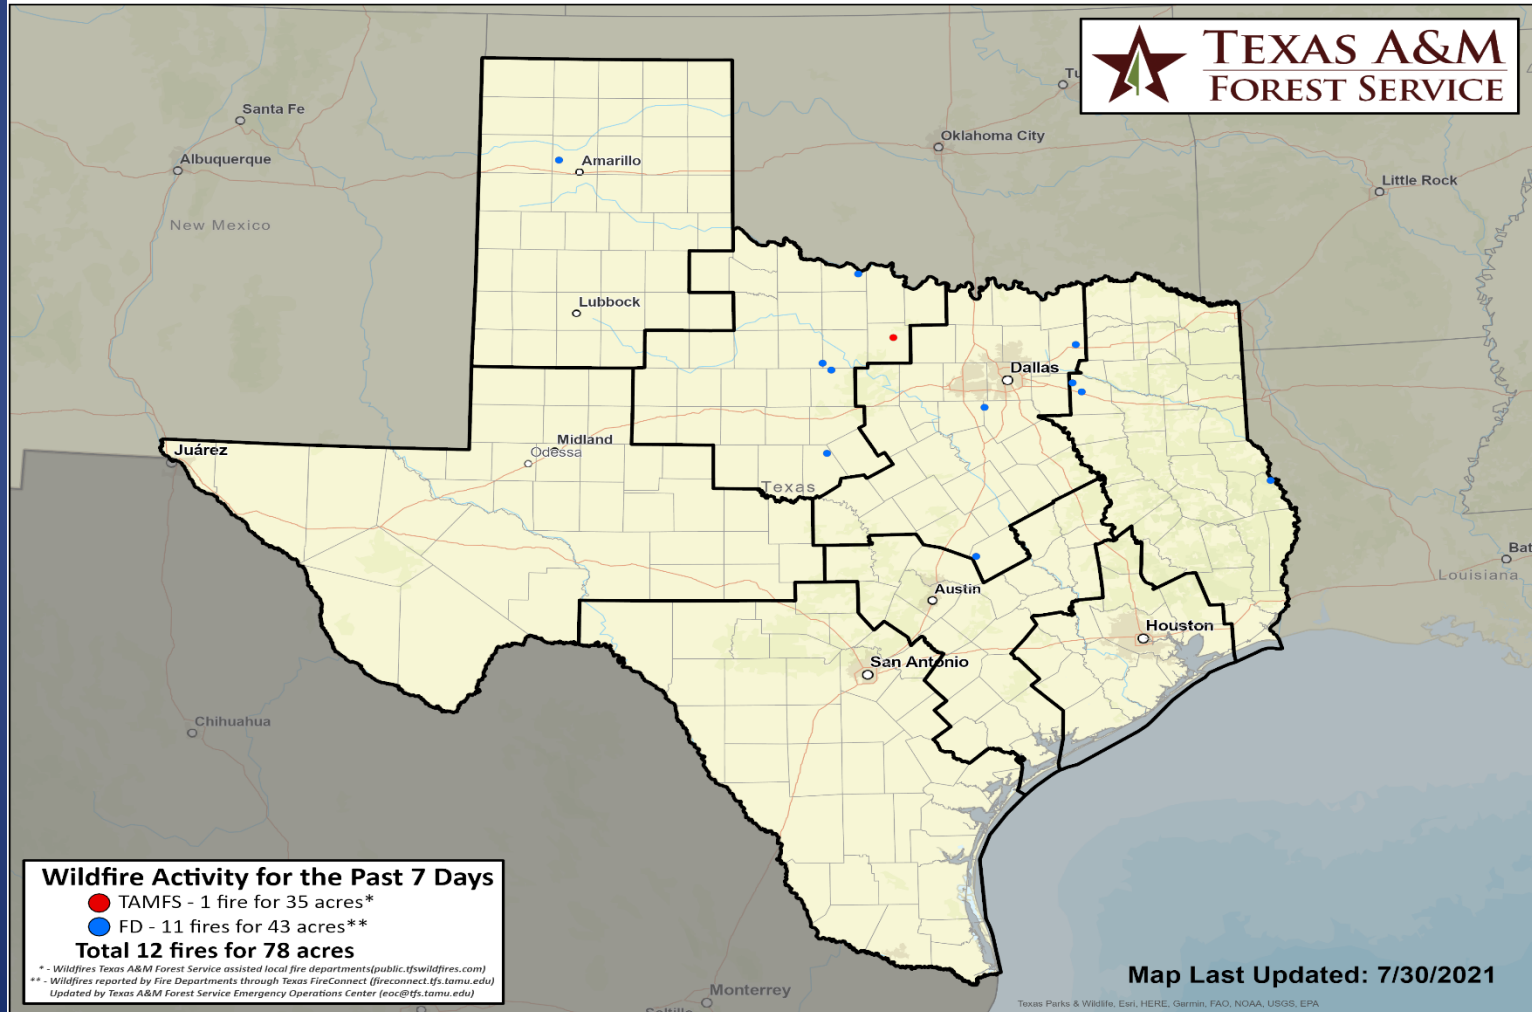 TEXAS A&M
FOREST SERVICE
Tu
Santa Fe
Oklahoma City
Albuquerque
Amarillo
Little Rock
New Mexico
Lubbock
Dallas
Midland
Juárez
Odessa
Texas
Austin
Bat
Louisiana
Houston
San Antonio
Chihuahua
Wildfire Activity for the Past 7 Days
TAMFS - 1 fire for 35 acres*
FD - 11 fires for 43 acres**
Total 12 fires for 78 acres
* - Wildfires Texas A&M Forest Service assisted local fire departments(public.tfswildfires.com)
** - Wildfires reported by Fire Departments through Texas FireConnect (fireconnect.tfs.tamu.edu)
Updated by Texas A&M Forest Service Emergency Operations Center (eoc@tfs.tamu.edu)
Map Last Updated: 7/30/2021
Monterrey
Saltillo
Texas Parks & Wildlife, Esri, HERE, Garmin, FAO, NOAA, USGS, EPA